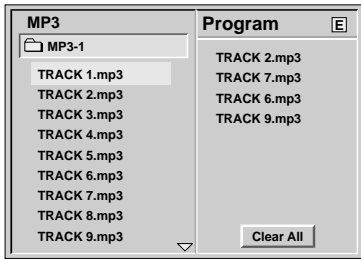 MP3
MP3-1
TRACK 1.mp3
TRACK 2.mp3
TRACK 3.mp3
TRACK 4.mp3
TRACK 5.mp3
TRACK 6.mp3
TRACK 7.mp3
TRACK 8.mp3
TRACK 9.mp3
Program E
TRACK 2.mp3
TRACK 7.mp3
TRACK 6.mp3
TRACK 9.mp3
Clear All